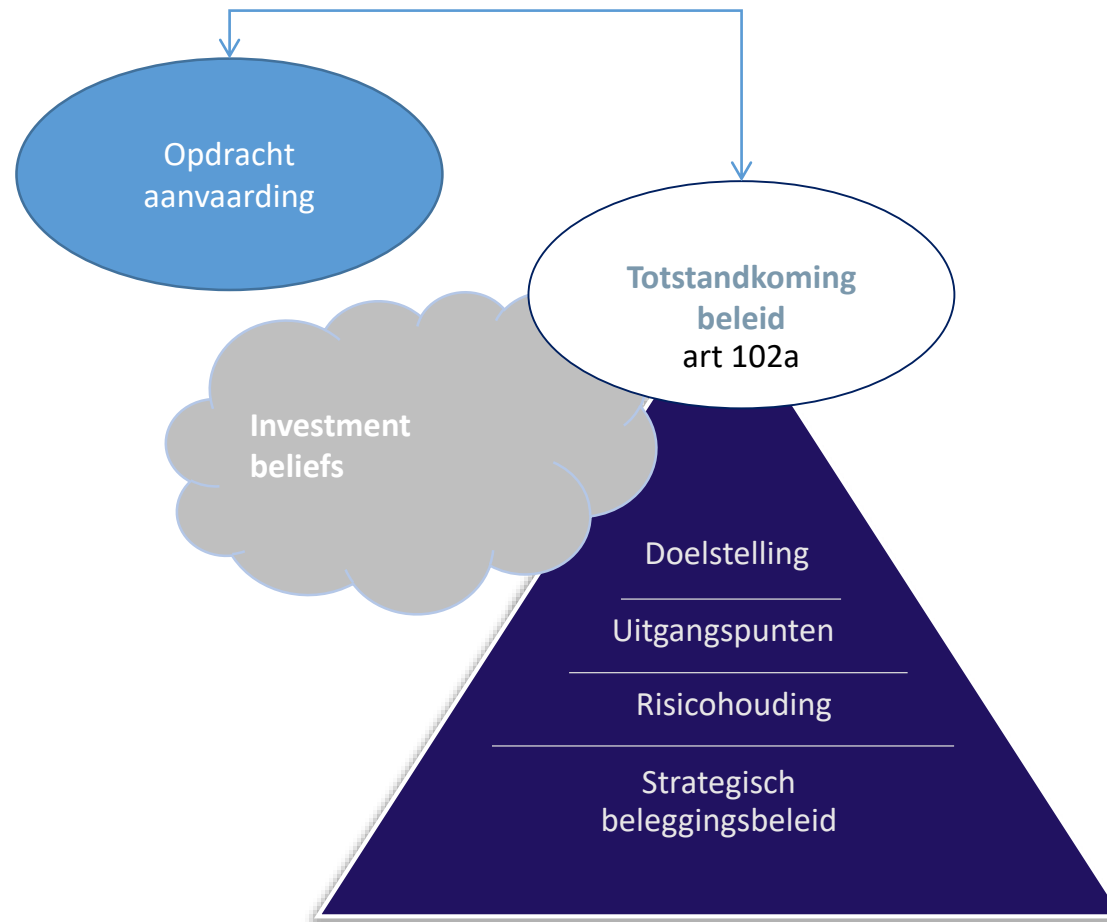 Opdracht
aanvaarding
Totstandkoming
beleid
art 102a
Investment
beliefs
Doelstelling
Uitgangspunten
Risicohouding
Strategisch
beleggingsbeleid